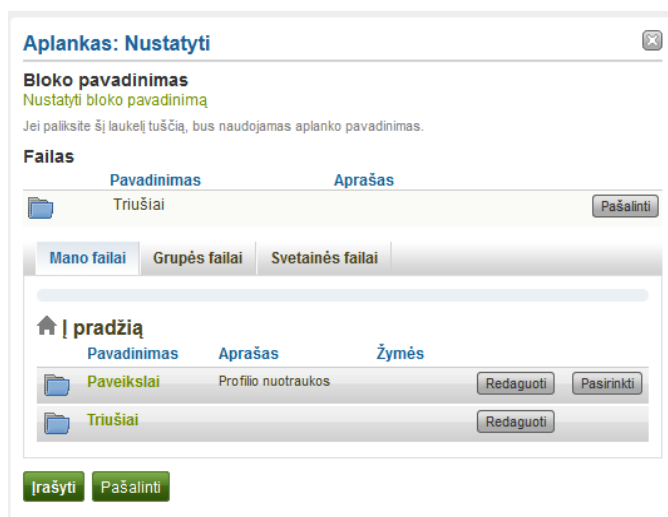 Aplankas: Nustatyti
Bloko pavadinimas
Nustatyti bloko pavadinimą
Jei paliksite šį laukelį tuščią, bus naudojamas aplanko pavadinimas.
Failas
Pavadinimas Aprašas
Triušiai Pašalinti
Mano failai Grupės failai Svetainės failai
Į pradžią
Pavadinimas Aprašas Žymės
Paveikslai Profilio nuotraukos Redaguoti Pasirinkti
Triušiai Redaguoti
Įrašyti Pašalinti